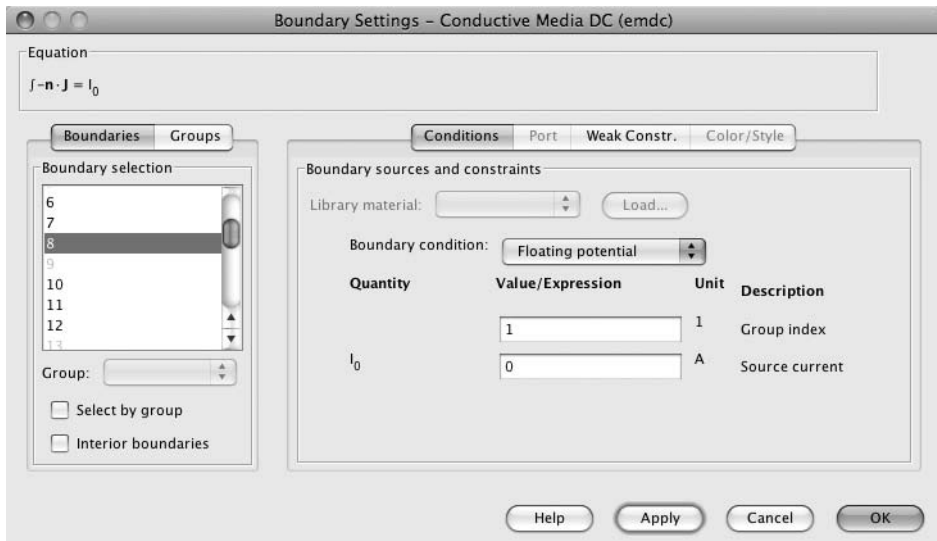 Boundary Settings – Conductive Media DC (emdc)
Equation
∫-n · J = I0
Boundaries
Groups
Boundary selection
6
7
8
9
10
11
12
13
Group:
Select by group
Interior boundaries
Conditions
Port
Weak Constr.
Color/Style
Boundary sources and constraints
Library material:
Load...
Boundary condition:
Floating potential
Quantity
Value/Expression
Unit
Description
1
1
Group index
I0
0
A
Source current
Help
Apply
Cancel
OK